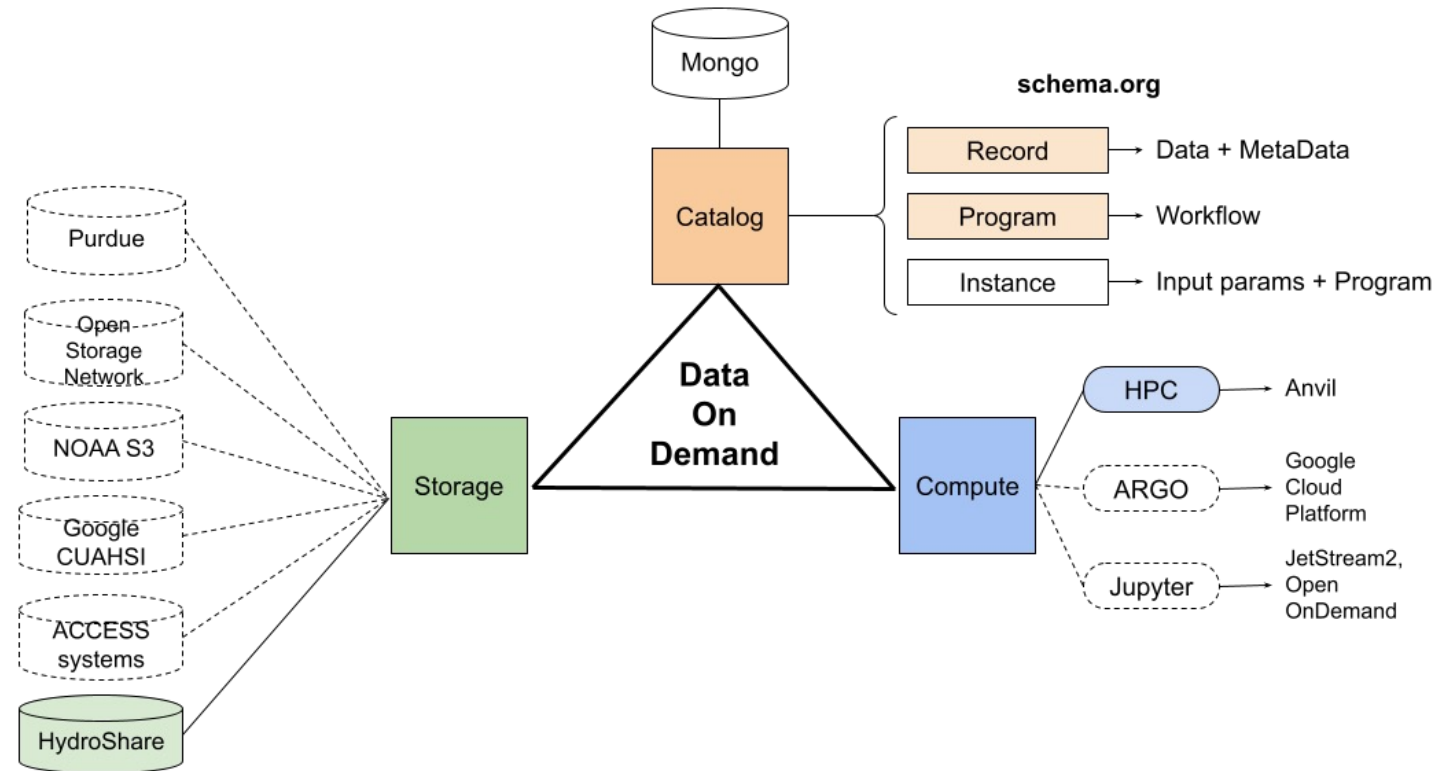 Mongo
schema.org
Catalog
Record
Data + MetaData
Program
Workflow
Instance
Input params + Program
Purdue
Open
Storage
Network
NOAA S3
Google
CUAHSI
ACCESS
systems
HydroShare
Storage
Data
On
Demand
Compute
HPC
Anvil
ARGO
Google
Cloud
Platform
Jupyter
JetStream2,
Open
OnDemand